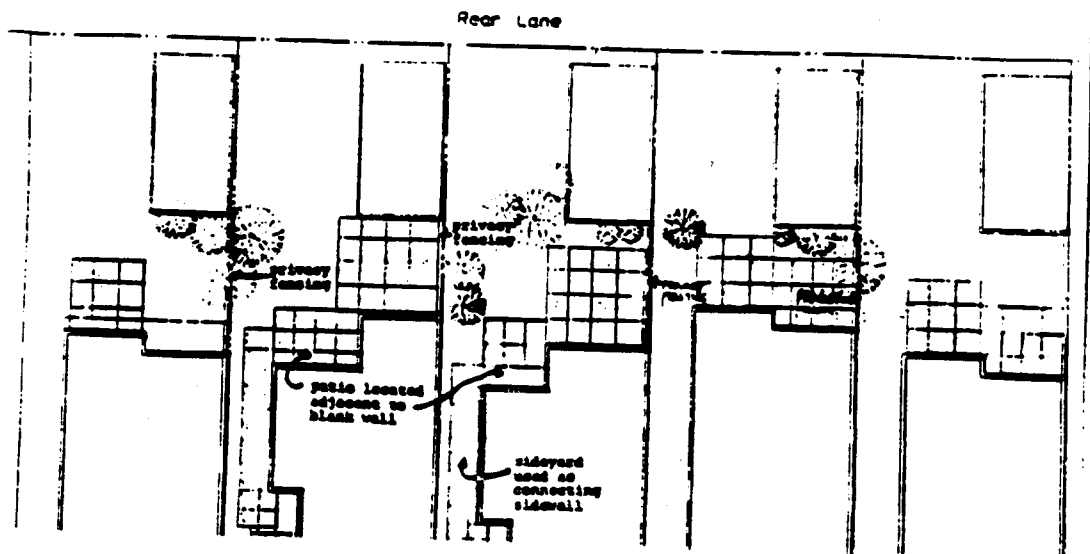 Rear Lane
privacy
fencing
privacy
fencing
patio located
adjacent to
blank wall
sideyard
used as
connecting
sidewall